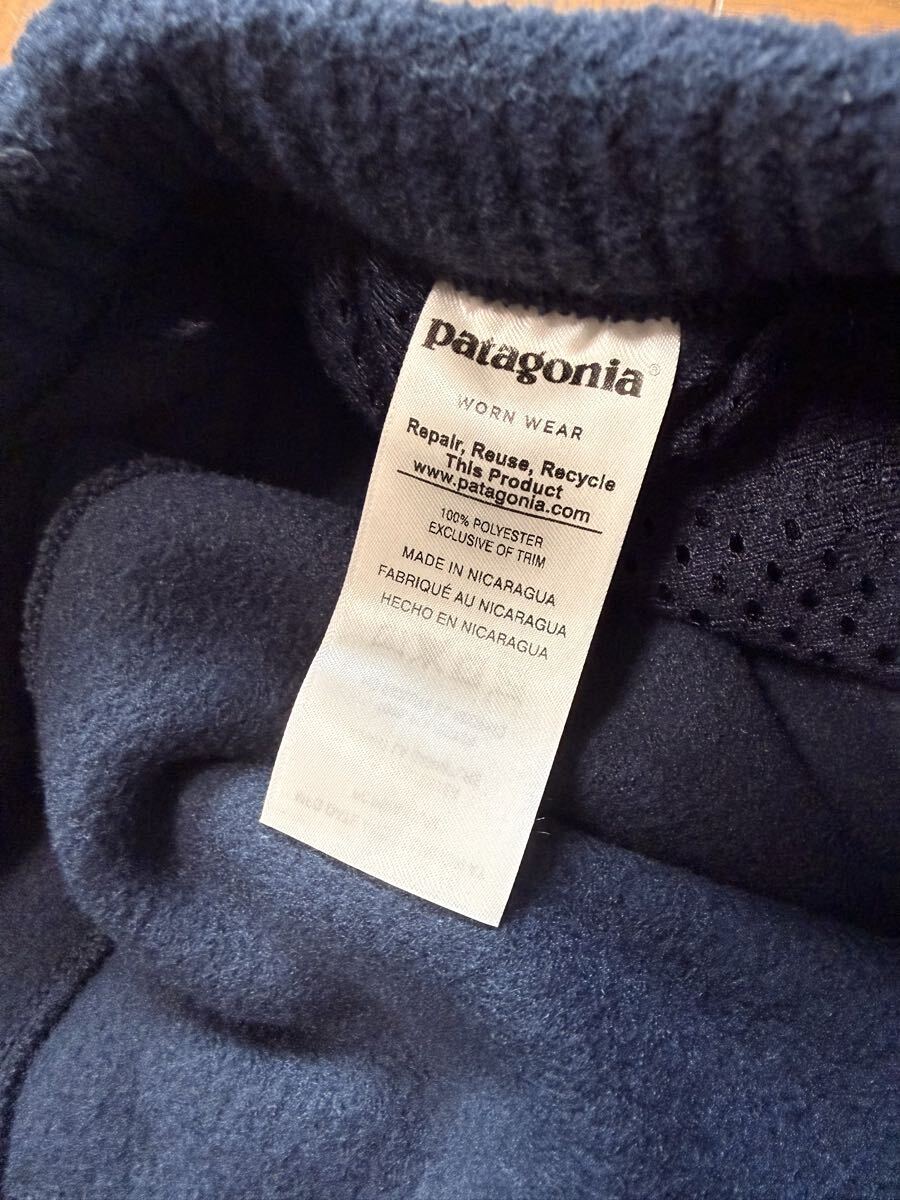 patagonia®
WORN WEAR
Repair, Reuse, Recycle
This Product
www.patagonia.com
100% POLYESTER
EXCLUSIVE OF TRIM
MADE IN NICARAGUA
FABRIQUÉ AU NICARAGUA
HECHO EN NICARAGUA